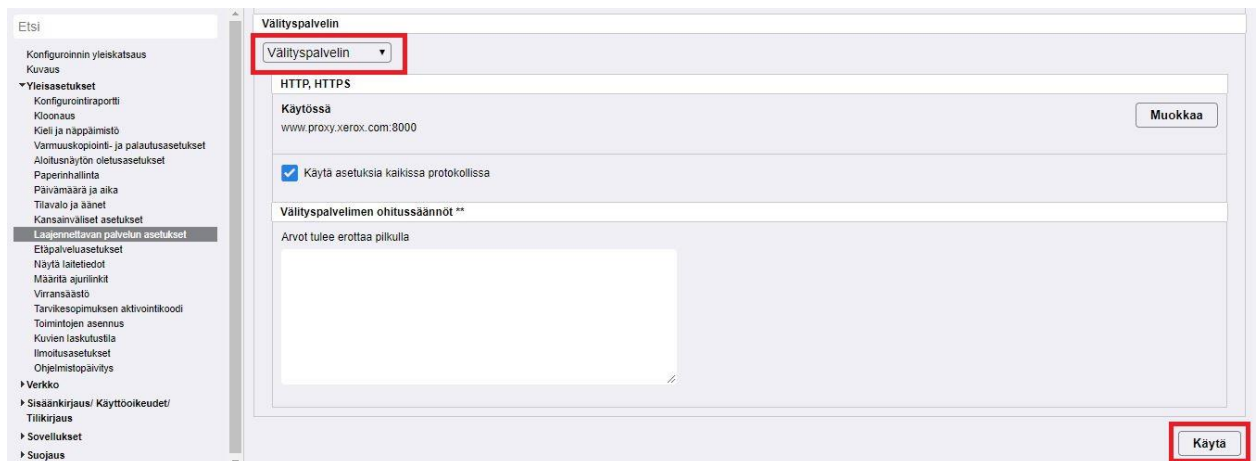 Etsi
Konfiguroinnin yleiskatsaus
Kuvaus
Yleisasetukset
Konfigurointiraportti
Kloonaus
Kieli ja näppäimistö
Varmuuskopiointi- ja palautusasetukset
Aloitusnäytön oletusasetukset
Paperinhallinta
Päivämäärä ja aika
Tilavalo ja äänet
Kansainväliset asetukset
Laajennettavan palvelun asetukset
Etäpalveluasetukset
Näytä laitetiedot
Määritä ajurilinkit
Virransäästö
Tarvikesopimuksen aktivointikoodi
Toimintojen asennus
Kuvien laskutustila
Ilmoitusasetukset
Ohjelmistopäivitys
Verkko
Sisäänkirjaus/ Käyttöoikeudet/
Tilikirjaus
Sovellukset
Suojaus
Välityspalvelin
Välityspalvelin
HTTP, HTTPS
Käytössä
www.proxy.xerox.com:8000
Muokkaa
Käytä asetuksia kaikissa protokollissa
Välityspalvelimen ohitussäännöt **
Arvot tulee erottaa pilkulla
Käytä